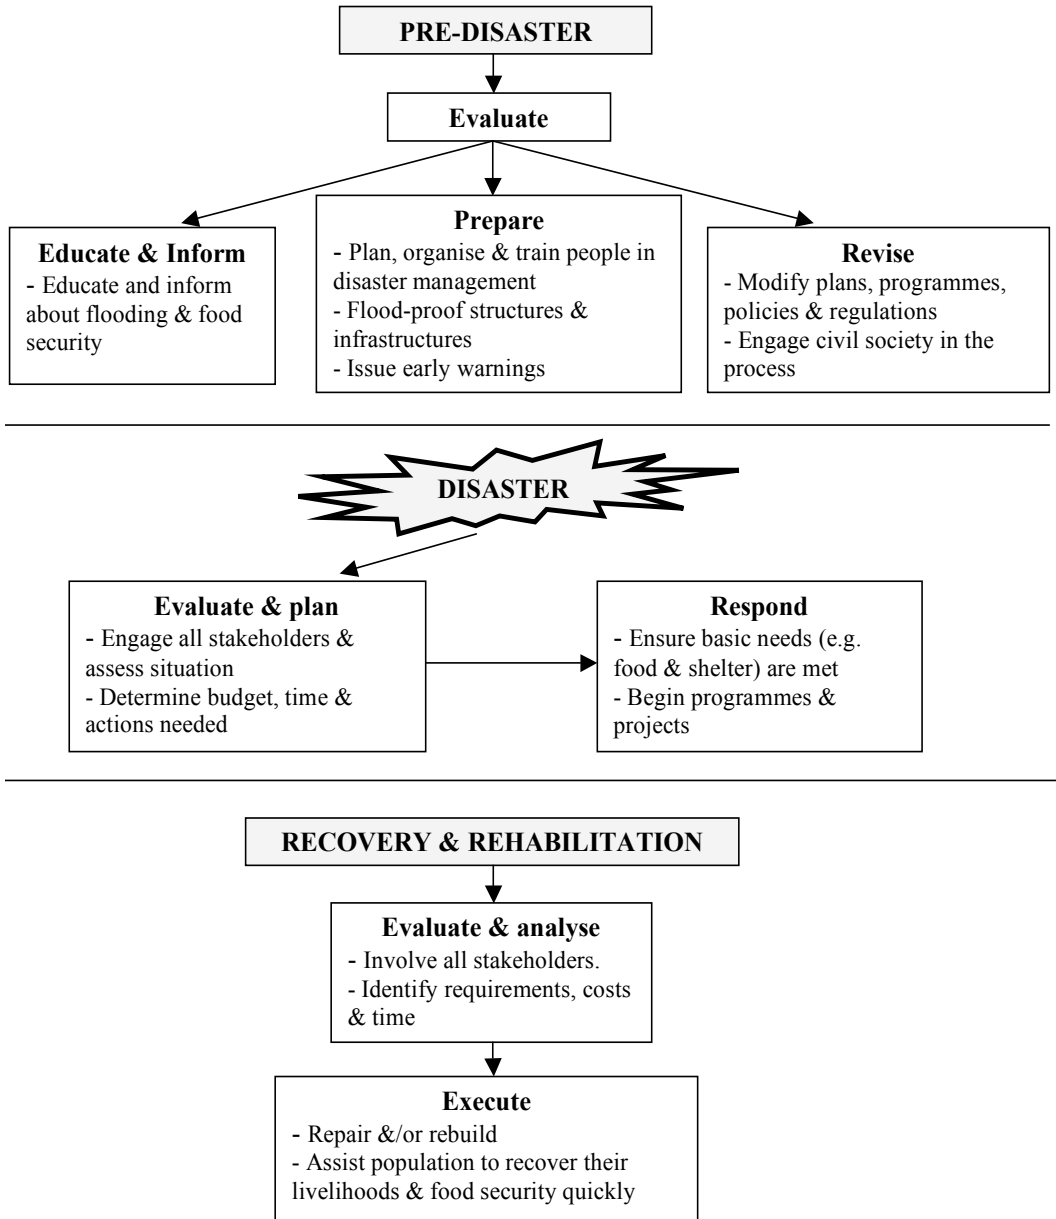 PRE-DISASTER
Evaluate
Educate & Inform
- Educate and inform
about flooding & food
security
Prepare
- Plan, organise & train people in
disaster management
- Flood-proof structures &
infrastructures
- Issue early warnings
Revise
- Modify plans, programmes,
policies & regulations
- Engage civil society in the
process
DISASTER
Evaluate & plan
- Engage all stakeholders &
assess situation
- Determine budget, time &
actions needed
Respond
- Ensure basic needs (e.g.
food & shelter) are met
- Begin programmes &
projects
RECOVERY & REHABILITATION
Evaluate & analyse
- Involve all stakeholders.
- Identify requirements, costs
& time
Execute
- Repair &/or rebuild
- Assist population to recover their
livelihoods & food security quickly